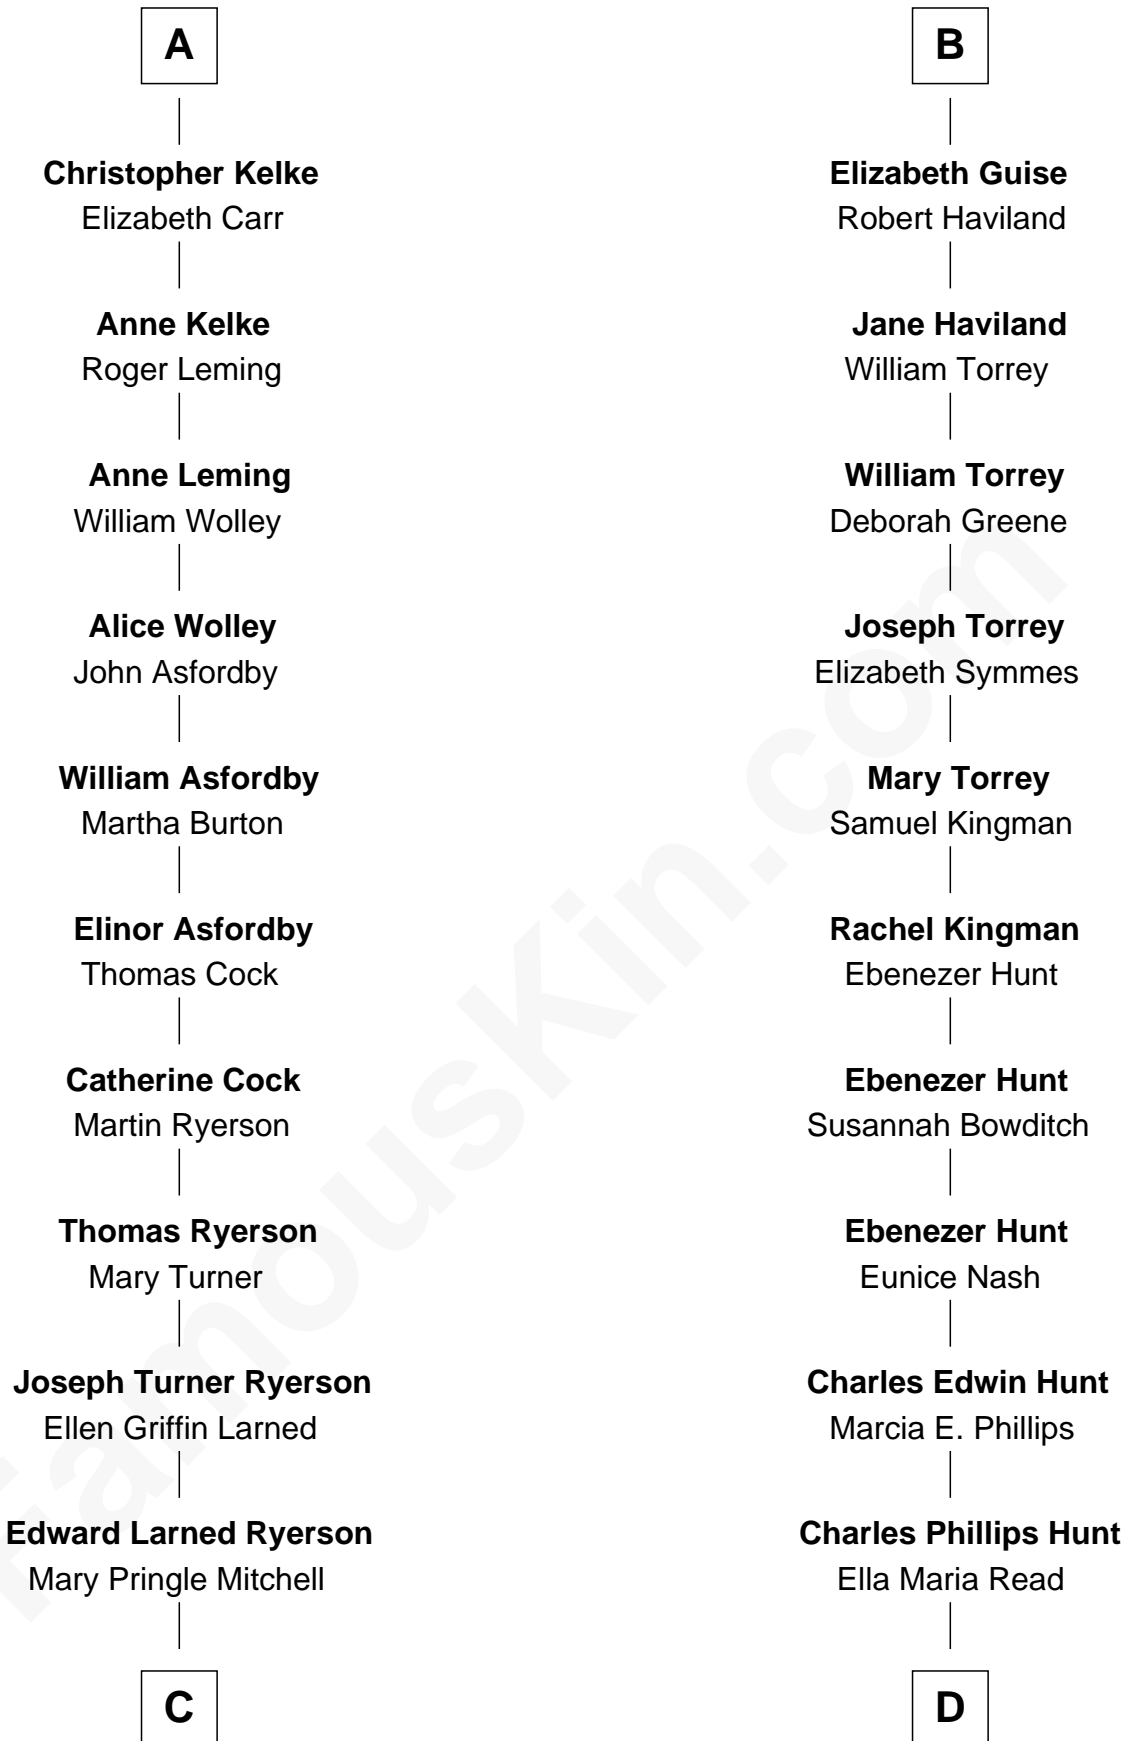 A
Christopher Kelke
Elizabeth Carr
Anne Kelke
Roger Leming
Anne Leming
William Wolley
Alice Wolley
John Asfordby
William Asfordby
Martha Burton
Elinor Asfordby
Thomas Cock
Catherine Cock
Martin Ryerson
Thomas Ryerson
Mary Turner
Joseph Turner Ryerson
Ellen Griffin Larned
Edward Larned Ryerson
Mary Pringle Mitchell
C
B
Elizabeth Guise
Robert Haviland
Jane Haviland
William Torrey
William Torrey
Deborah Greene
Joseph Torrey
Elizabeth Symmes
Mary Torrey
Samuel Kingman
Rachel Kingman
Ebenezer Hunt
Ebenezer Hunt
Susannah Bowditch
Ebenezer Hunt
Eunice Nash
Charles Edwin Hunt
Marcia E. Phillips
Charles Phillips Hunt
Ella Maria Read
D
FamousKin.com